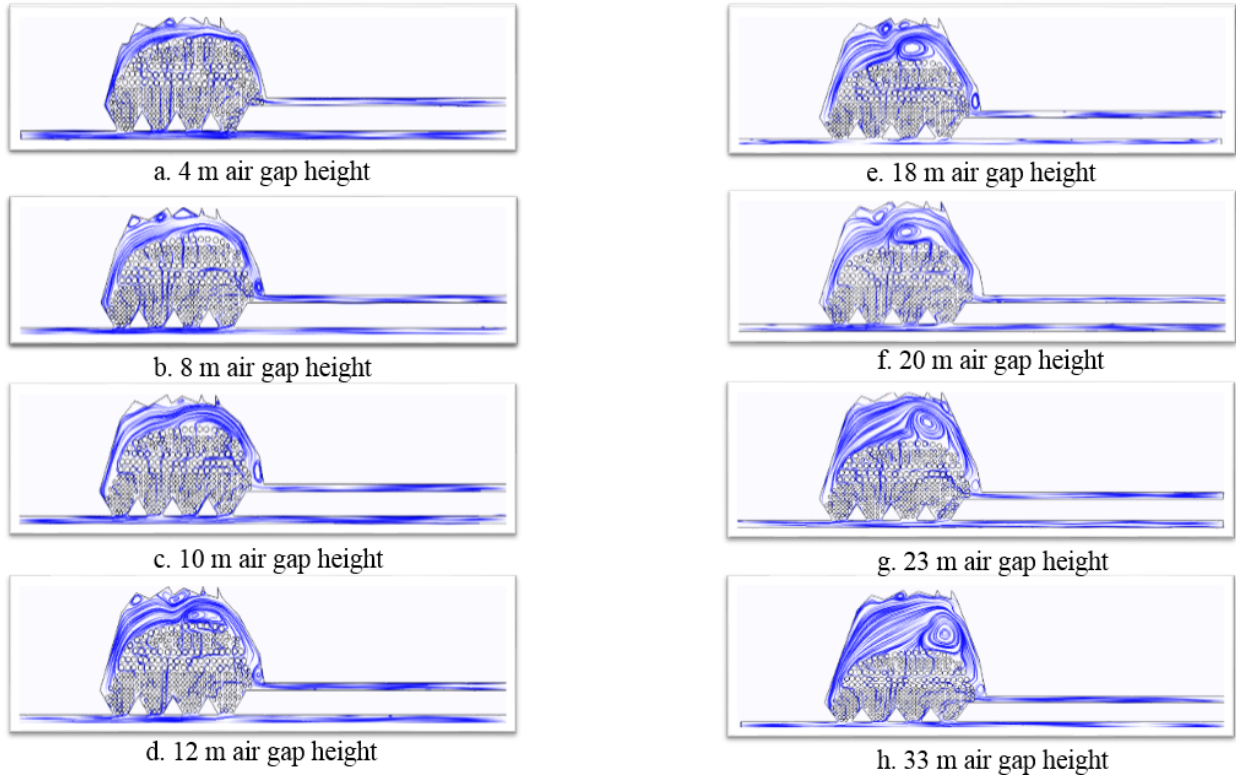 a. 4 m air gap height
b. 8 m air gap height
c. 10 m air gap height
d. 12 m air gap height
e. 18 m air gap height
f. 20 m air gap height
g. 23 m air gap height
h. 33 m air gap height